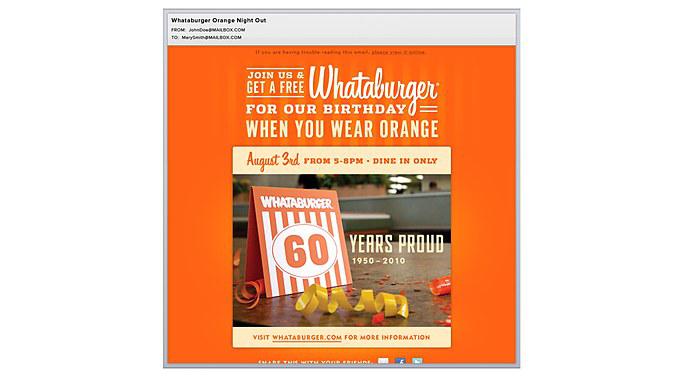 Whataburger Orange Night Out
FROM: JohnDoe@MAILBOX.COM
TO: MarySmith@MAILBOX.COM
If you are having trouble reading this email, please view it online.
JOIN US &
GET A FREE Whataburger®
FOR OUR BIRTHDAY
WHEN YOU WEAR ORANGE
August 3rd FROM 5-8PM • DINE IN ONLY
WHATABURGER
60
YEARS PROUD
1950–2010
VISIT WHATABURGER.COM FOR MORE INFORMATION
SHARE THIS WITH YOUR FRIENDS: